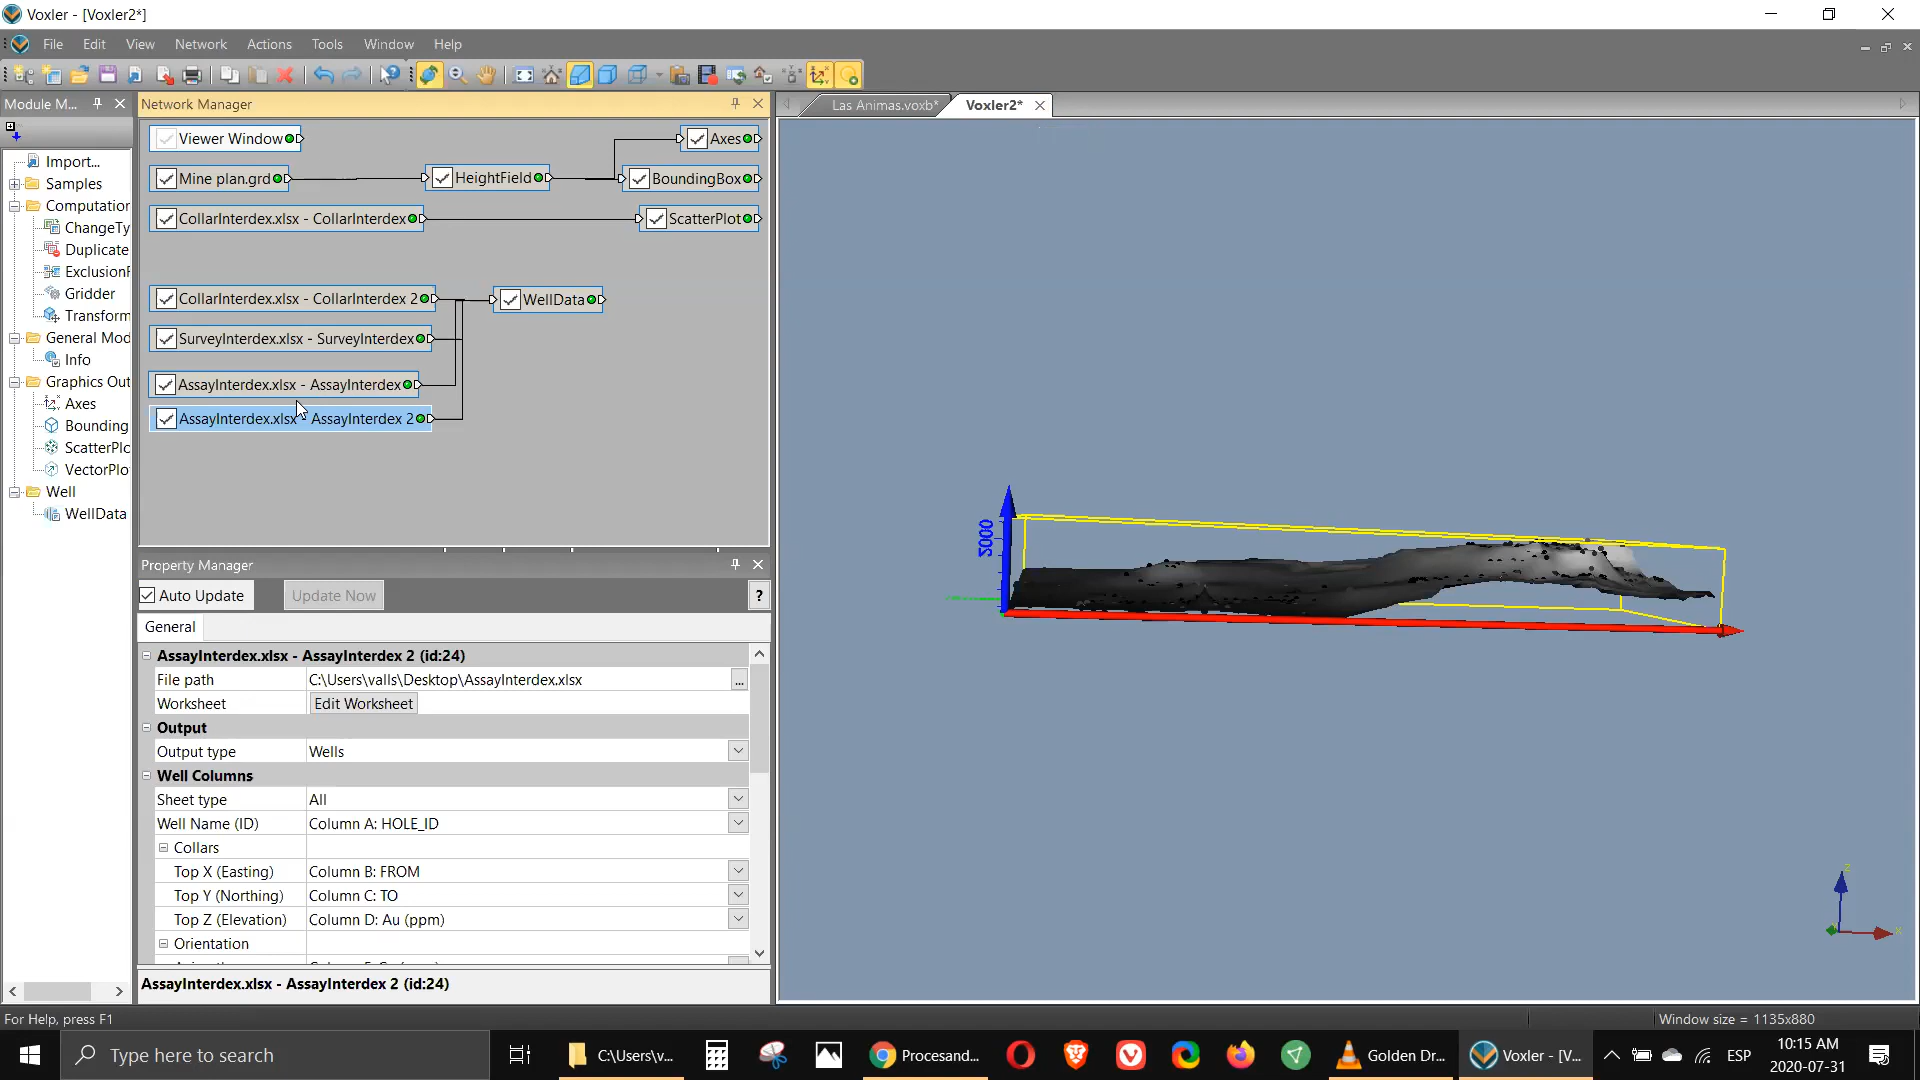 Voxler - [Voxler2*]
File Edit View Network Actions Tools Window Help
Module M...
Import...
Samples
Computation
ChangeTy
Duplicate
ExclusionF
Gridder
Transform
General Mod
Info
Graphics Out
Axes
Bounding
ScatterPlo
VectorPlo
Well
WellData
Network Manager
Viewer Window
Axes
Mine plan.grd
HeightField
BoundingBox
CollarInterdex.xlsx - CollarInterdex
ScatterPlot
CollarInterdex.xlsx - CollarInterdex 2
WellData
SurveyInterdex.xlsx - SurveyInterdex
AssayInterdex.xlsx - AssayInterdex
AssayInterdex.xlsx - AssayInterdex 2
Property Manager
Auto Update
Update Now
?
General
AssayInterdex.xlsx - AssayInterdex 2 (id:24)
File path C:\Users\valls\Desktop\AssayInterdex.xlsx ...
Worksheet Edit Worksheet
Output
Output type Wells
Well Columns
Sheet type All
Well Name (ID) Column A: HOLE_ID
Collars
Top X (Easting) Column B: FROM
Top Y (Northing) Column C: TO
Top Z (Elevation) Column D: Au (ppm)
Orientation
AssayInterdex.xlsx - AssayInterdex 2 (id:24)
Las Animas.voxb*
Voxler2*
2000
For Help, press F1
Window size = 1135x880
Type here to search
C:\Users\v...
Procesand...
Golden Dr...
Voxler - [V...
ESP
10:15 AM
2020-07-31